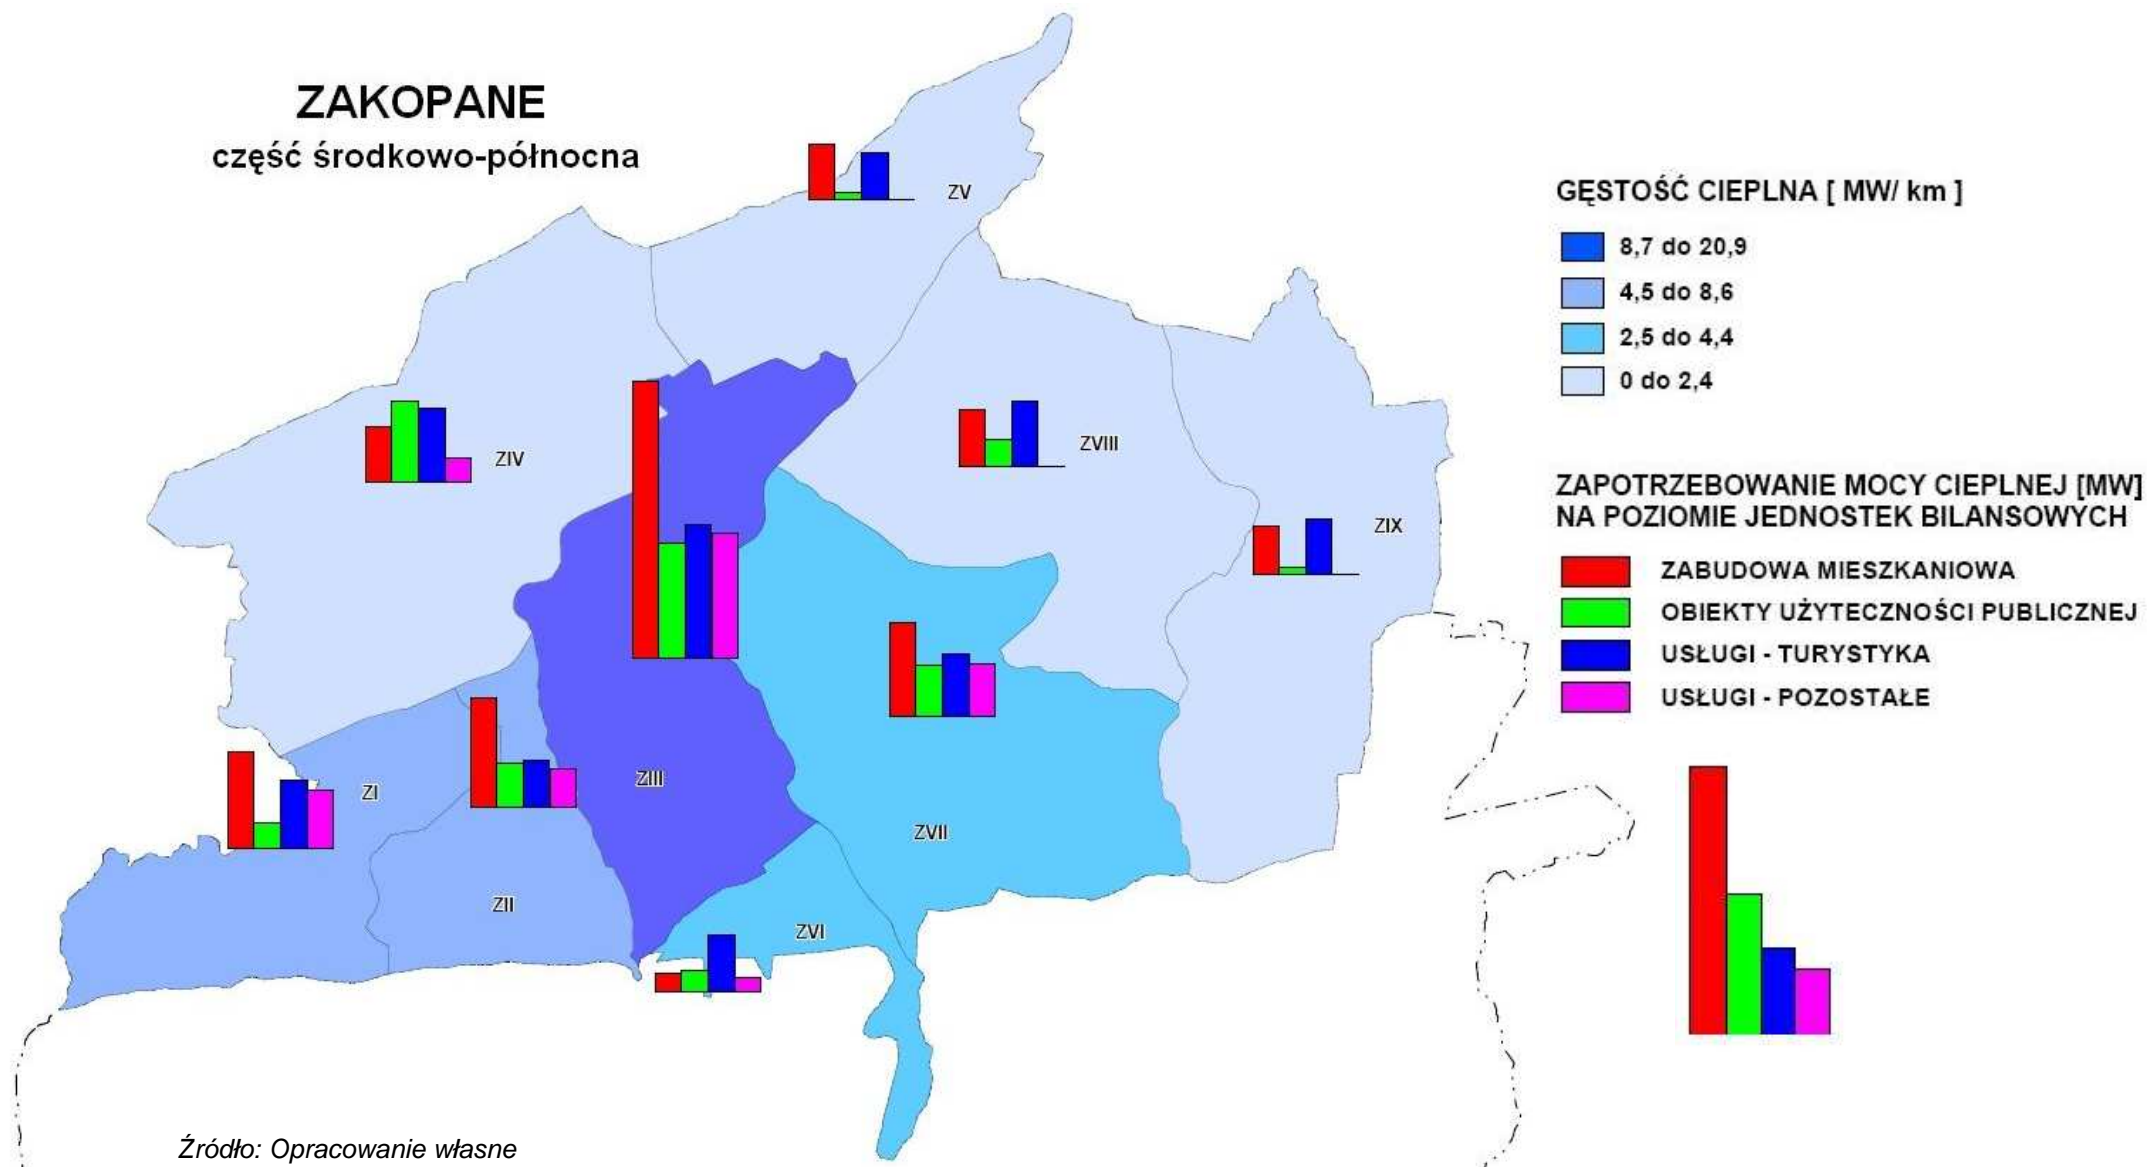 ZAKOPANE
część środkowo-północna
ZV
ZIV
ZVIII
ZIX
ZI
ZIII
ZVII
ZII
ZVI
GĘSTOŚĆ CIEPLNA [ MW/ km ]
8,7 do 20,9
4,5 do 8,6
2,5 do 4,4
0 do 2,4
ZAPOTRZEBOWANIE MOCY CIEPLNEJ [MW]
NA POZIOMIE JEDNOSTEK BILANSOWYCH
ZABUDOWA MIESZKANIOWA
OBIEKTY UŻYTECZNOŚCI PUBLICZNEJ
USŁUGI - TURYSTYKA
USŁUGI - POZOSTAŁE
Źródło: Opracowanie własne